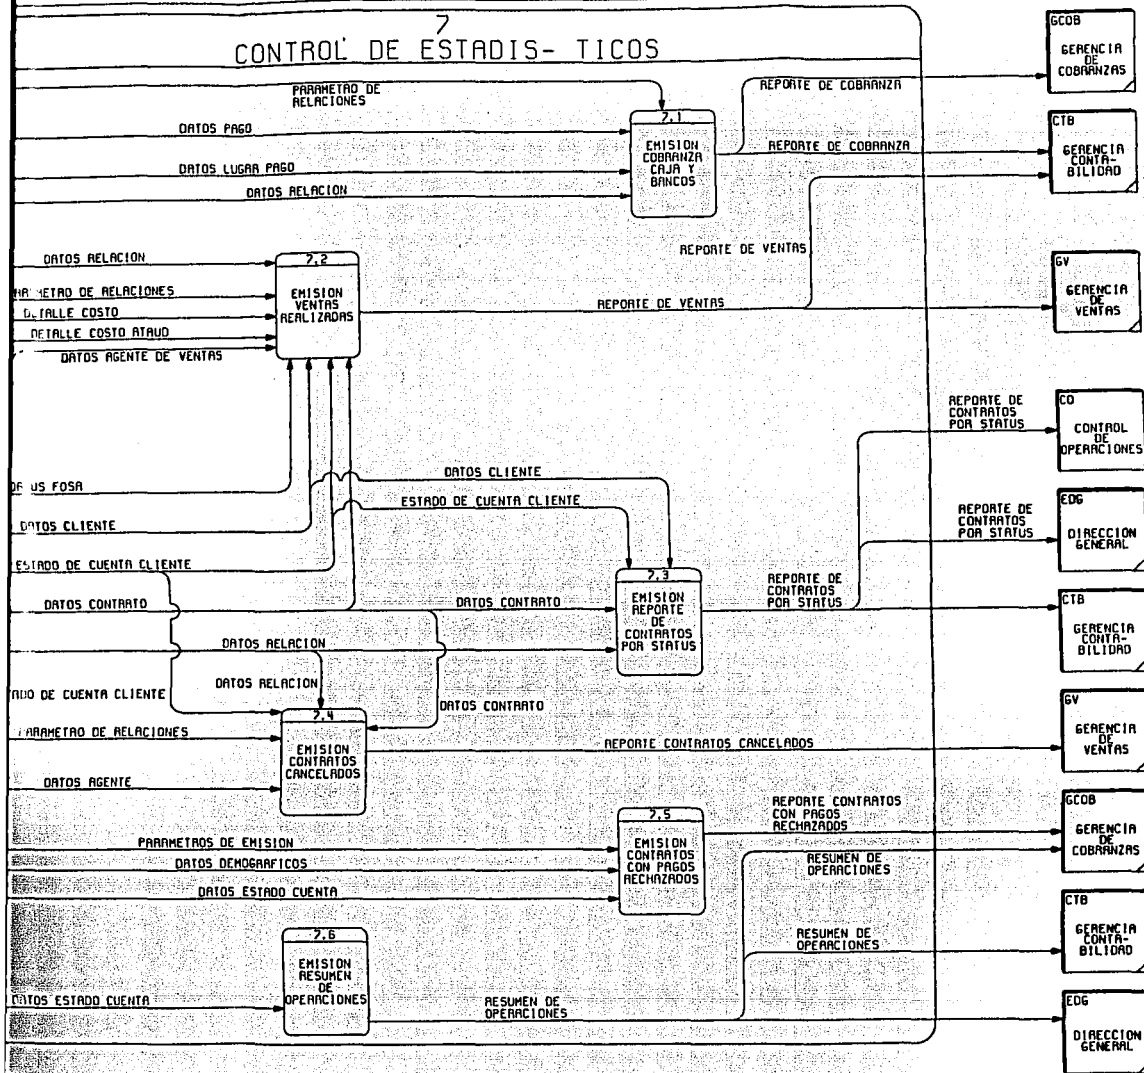 7
CONTROL DE ESTADIS- TICOS
PARAMETRO DE
RELACIONES
DATOS PAGO
DATOS LUGAR PAGO
DATOS RELACION
7.1
EMISION
COBRANZA
CAJA Y
BANCOS
REPORTE DE COBRANZA
REPORTE DE COBRANZA
GCOB
GERENCIA
DE
COBRANZAS
CTB
GERENCIA
CONTA-
BILIDAD
REPORTE DE VENTAS
DATOS RELACION
DE RELACIONES
COSTO
DETALLE COSTO ATAUD
DATOS AGENTE DE VENTAS
7.2
EMISION
VENTAS
REALIZADAS
REPORTE DE VENTAS
GV
GERENCIA
DE
VENTAS
FOSA
DATOS CLIENTE
ESTADO DE CUENTA CLIENTE
DATOS CONTRATO
DATOS CLIENTE
ESTADO DE CUENTA CLIENTE
DATOS CONTRATO
DATOS RELACION
DATOS RELACION
7.3
EMISION
REPORTE
DE
CONTRATOS
POR STATUS
REPORTE DE
CONTRATOS
POR STATUS
REPORTE DE
CONTRATOS
POR STATUS
REPORTE DE
CONTRATOS
POR STATUS
CO
CONTROL
DE
OPERACIONES
EDG
DIRECCION
GENERAL
CTB
GERENCIA
CONTA-
BILIDAD
DE CUENTA CLIENTE
PARAMETRO DE RELACIONES
DATOS AGENTE
DATOS CONTRATO
7.4
EMISION
CONTRATOS
CANCELADOS
REPORTE CONTRATOS CANCELADOS
GV
GERENCIA
DE
VENTAS
PARAMETROS DE EMISION
DATOS DEMOGRAFICOS
DATOS ESTADO CUENTA
7.5
EMISION
CONTRATOS
CON PAGOS
RECHAZADOS
REPORTE CONTRATOS
CON PAGOS
RECHAZADOS
RESUMEN DE
OPERACIONES
GCOB
GERENCIA
DE
COBRANZAS
DATOS ESTADO CUENTA
7.6
EMISION
RESUMEN
DE
OPERACIONES
RESUMEN DE
OPERACIONES
RESUMEN DE
OPERACIONES
CTB
GERENCIA
CONTA-
BILIDAD
EDG
DIRECCION
GENERAL